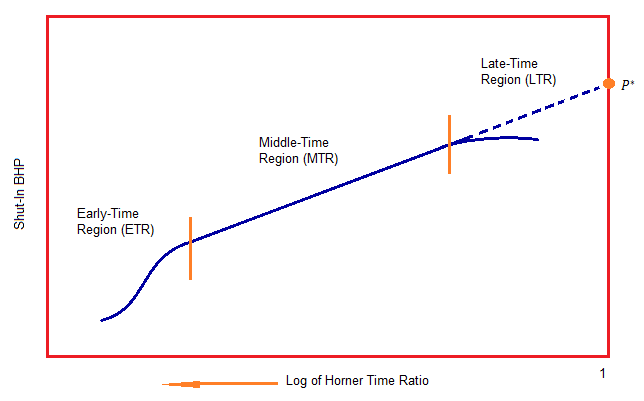 Late-Time
Region (LTR)
P*
Middle-Time
Region (MTR)
Shut-In BHP
Early-Time
Region (ETR)
1
Log of Horner Time Ratio